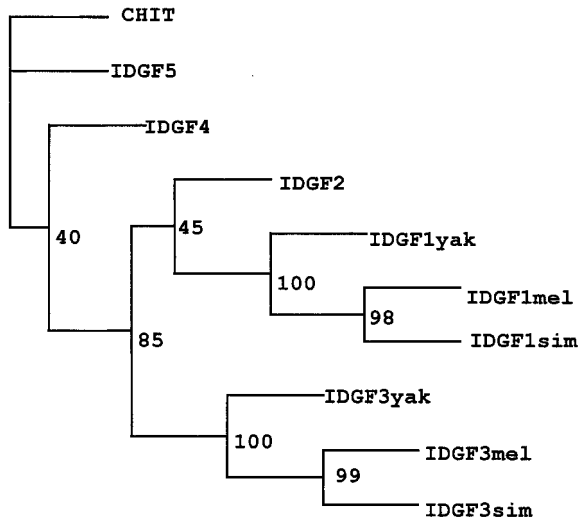 CHIT
IDGF5
IDGF4
IDGF2
45
40
IDGF1yak
100
IDGF1mel
98
85
IDGF1sim
IDGF3yak
100
IDGF3mel
99
IDGF3sim